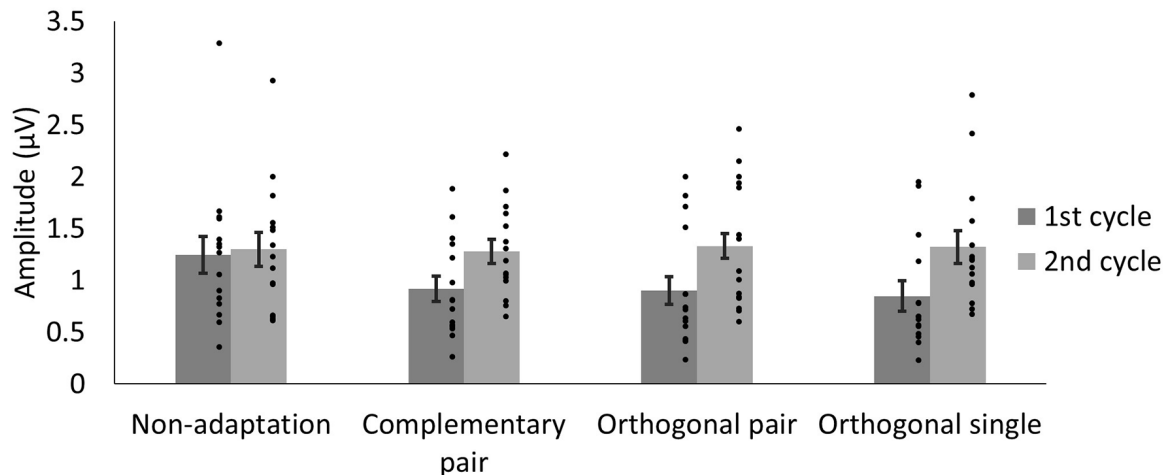 3.5
3
2.5
2
1.5
1
0.5
0
Amplitude (µV)
Non-adaptation
Complementary
pair
Orthogonal pair
Orthogonal single
1st cycle
2nd cycle